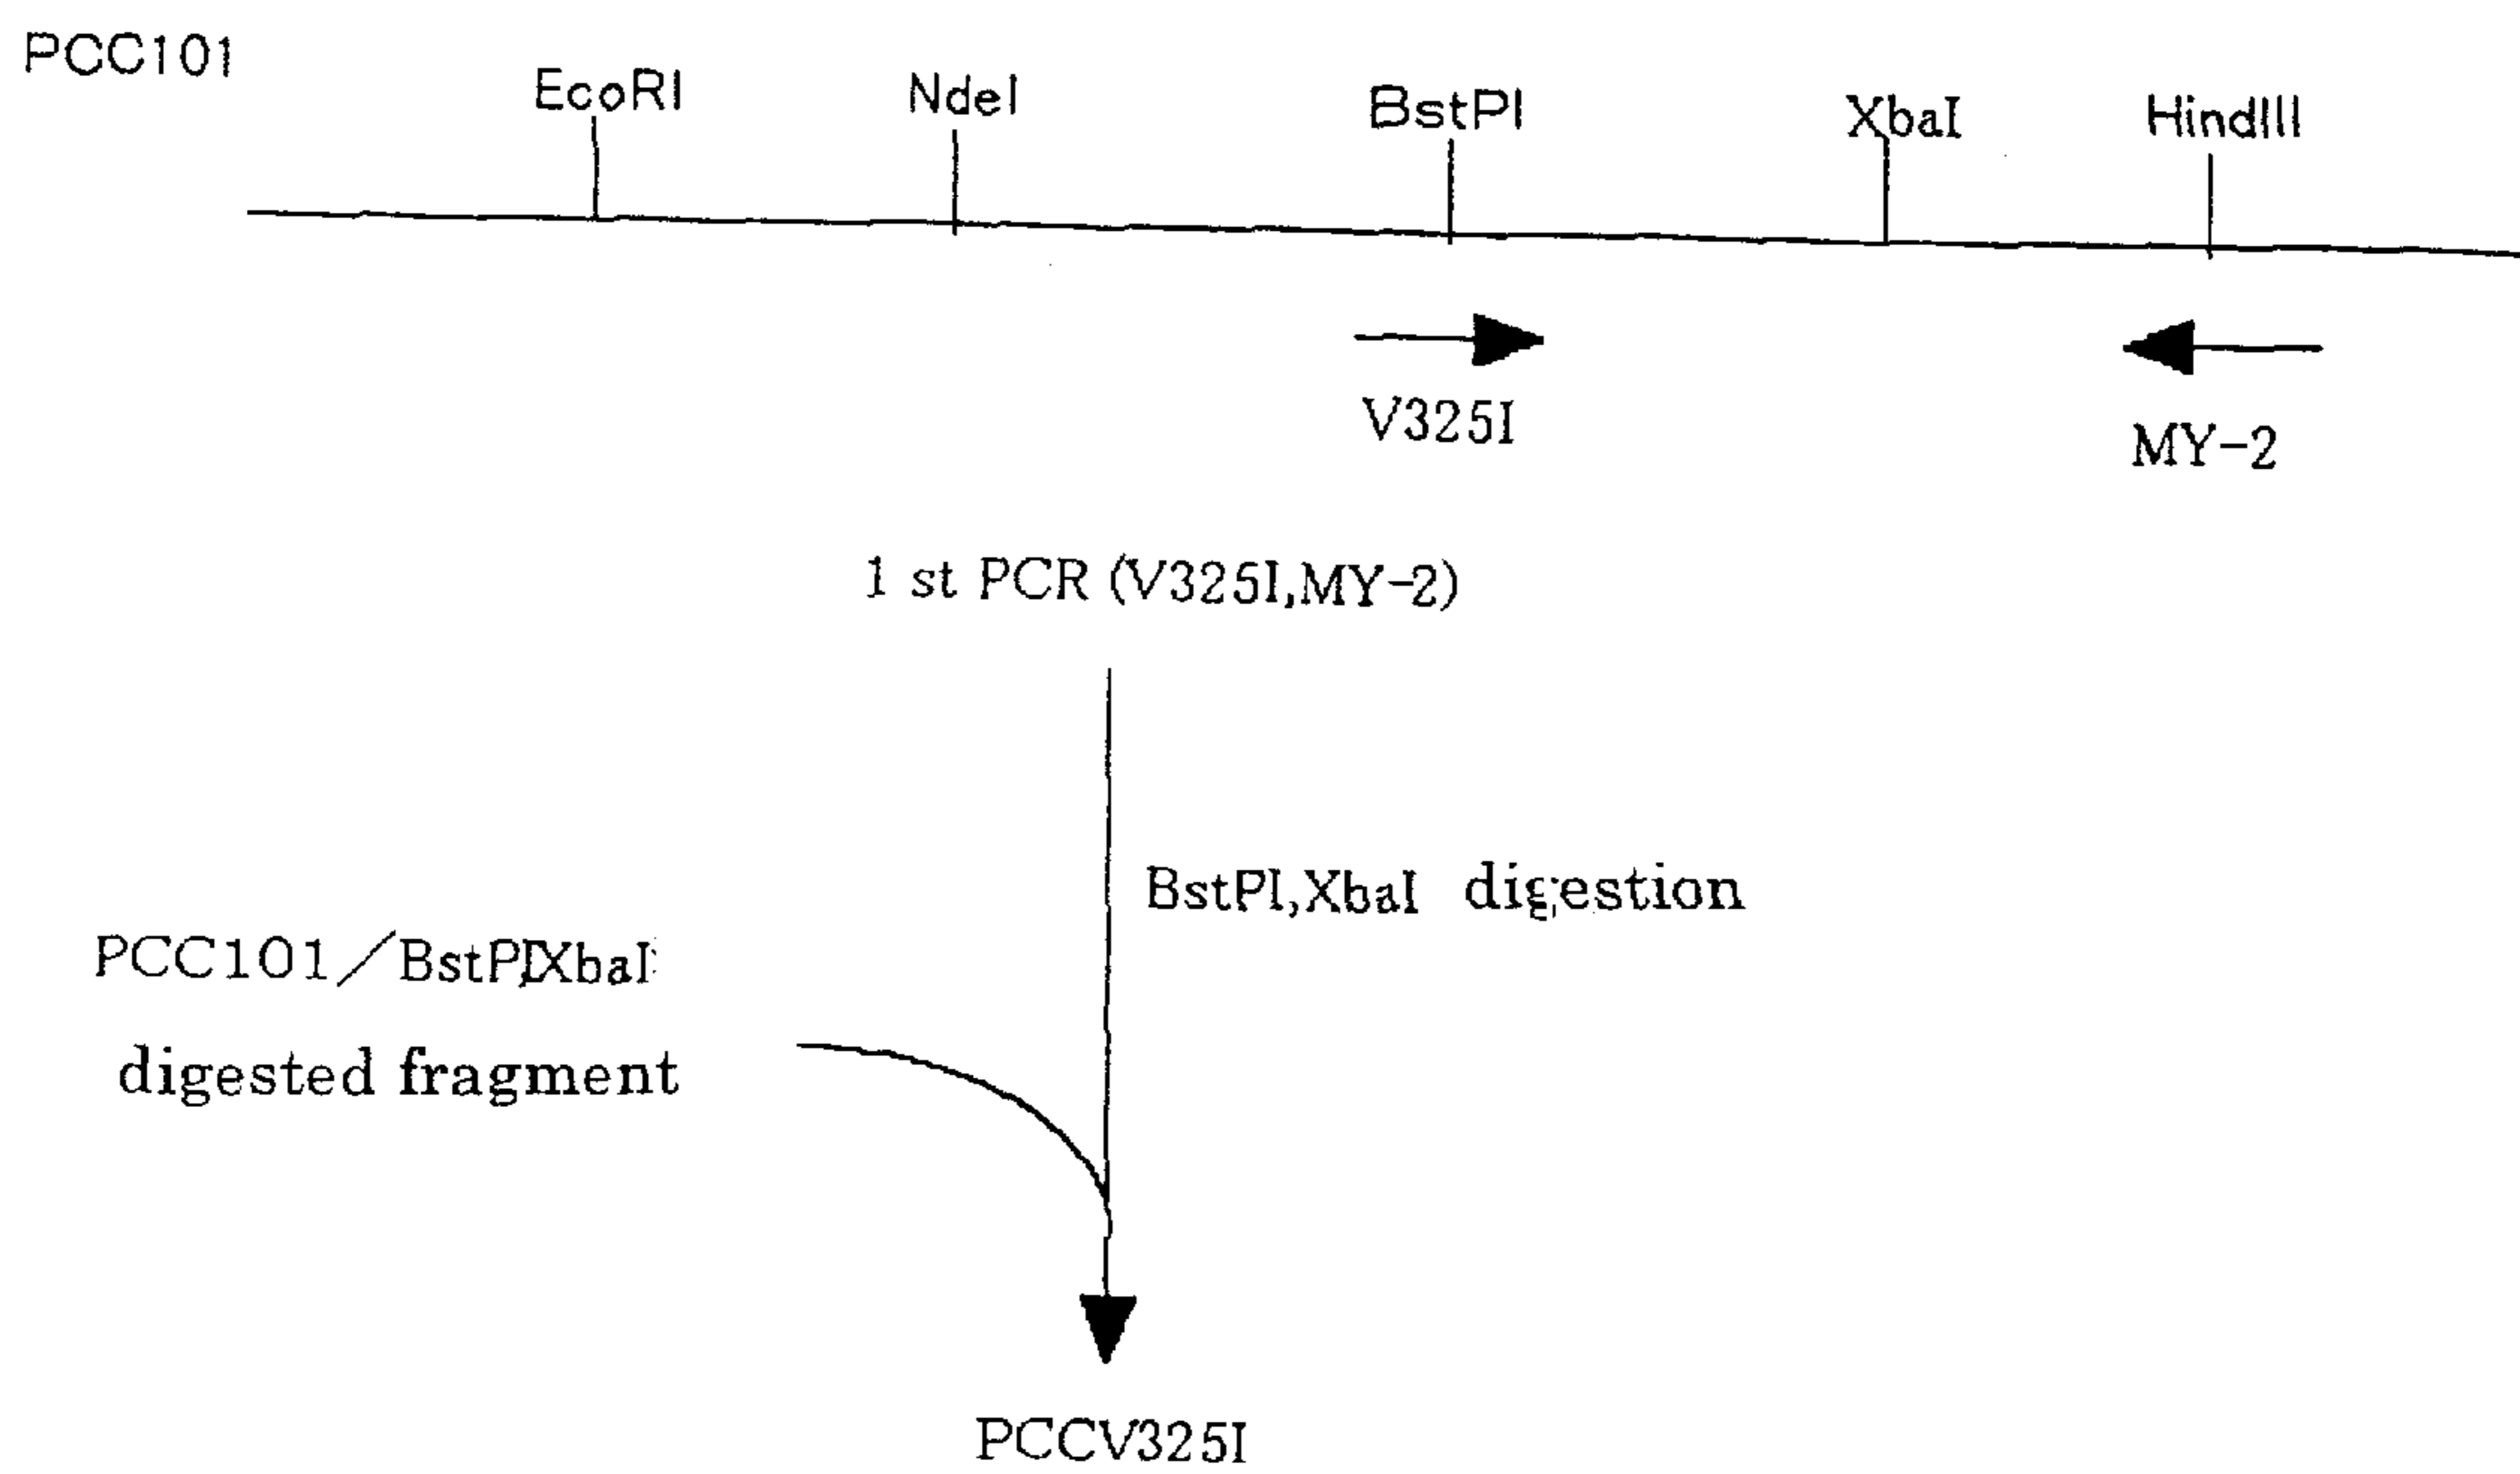 PCC101
EcoRI
NdeI
BstPI
XbaI
HindIII
V325I
MY-2
1 st PCR (V325I,MY-2)
BstPI,XbaI digestion
PCC101/BstPI,XbaI
digested fragment
PCCV325I